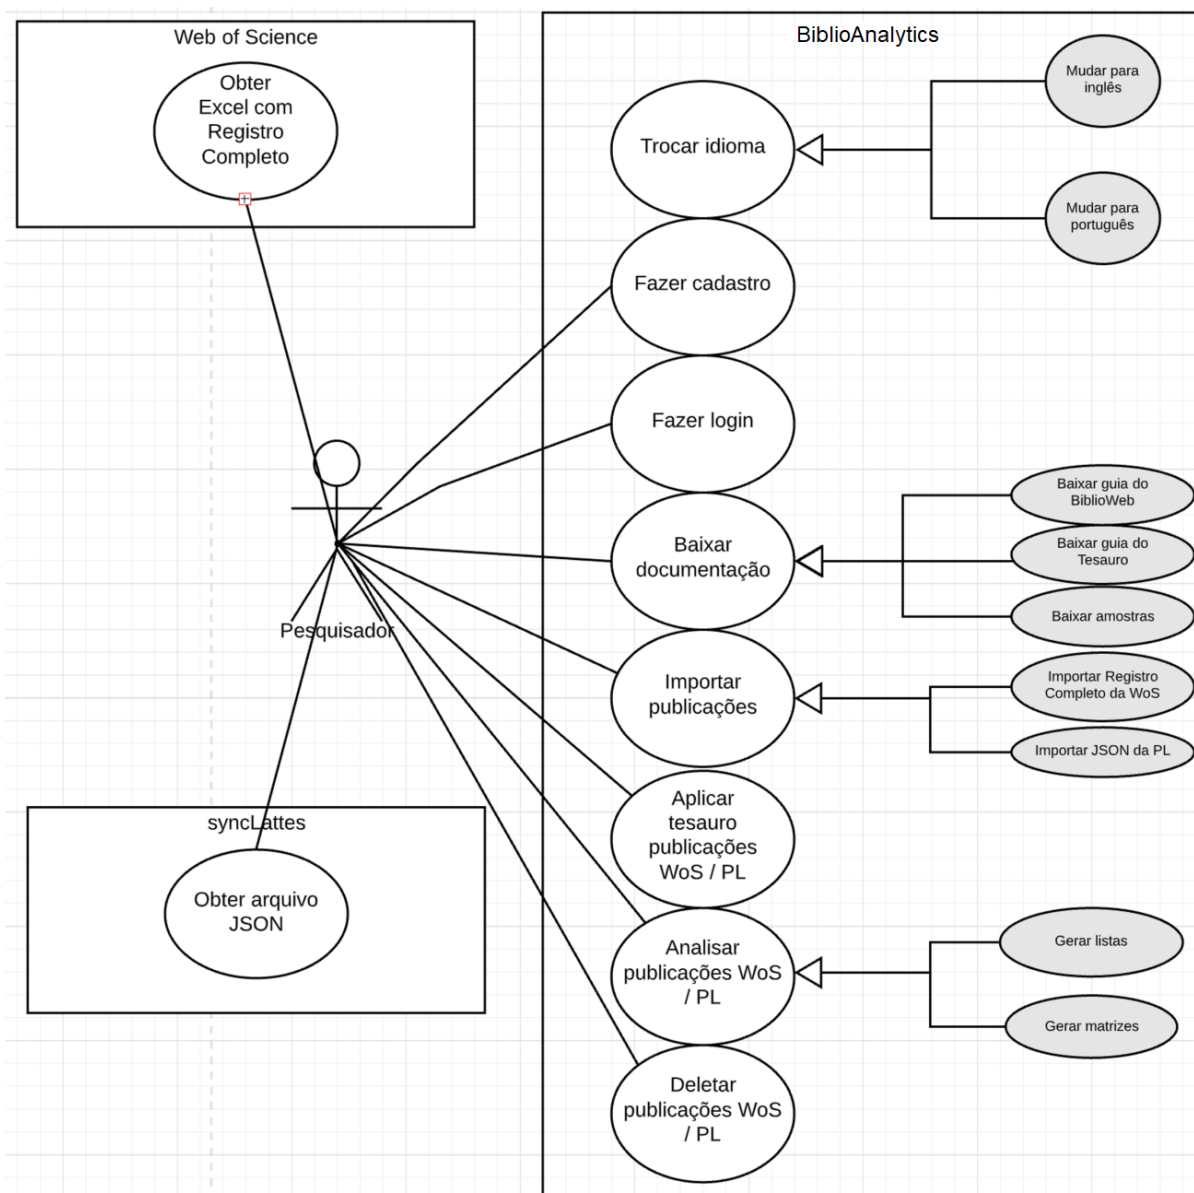 Web of Science
Obter
Excel com
Registro
Completo
BiblioAnalytics
Trocar idioma
Mudar para
inglês
Mudar para
português
Fazer cadastro
Fazer login
Baixar
documentação
Baixar guia do
BiblioWeb
Baixar guia do
Tesauro
Baixar amostras
Pesquisador
Importar
publicações
Importar Registro
Completo da WoS
Importar JSON da PL
Aplicar
tesauro
publicações
WoS / PL
syncLattes
Obter arquivo
JSON
Analisar
publicações WoS
/ PL
Gerar listas
Gerar matrizes
Deletar
publicações WoS
/ PL